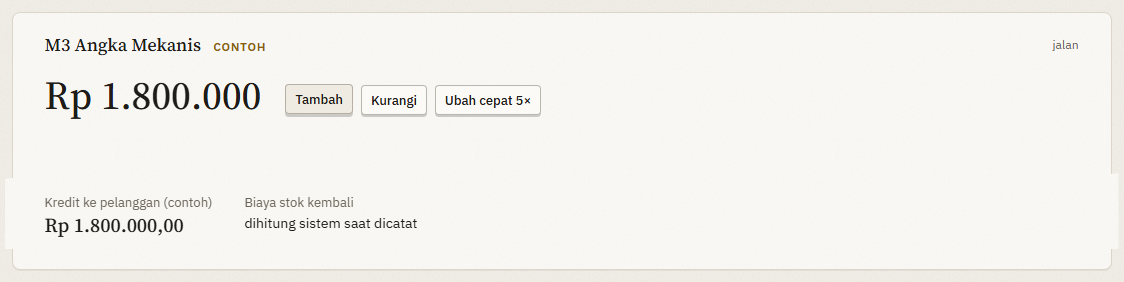 M3 Angka Mekanis CONTOH jalan
Rp 1.800.000 Tambah Kurangi Ubah cepat 5×
Kredit ke pelanggan (contoh) Biaya stok kembali
Rp 1.800.000,00 dihitung sistem saat dicatat